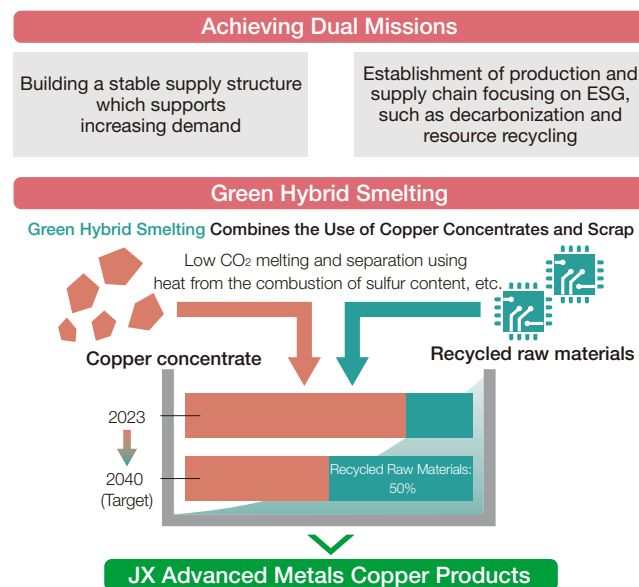 Achieving Dual Missions
Building a stable supply structure
which supports
increasing demand
Establishment of production and
supply chain focusing on ESG,
such as decarbonization and
resource recycling
Green Hybrid Smelting
Green Hybrid Smelting Combines the Use of Copper Concentrates and Scrap
Low CO₂ melting and separation using
heat from the combustion of sulfur content, etc.
Copper concentrate
Recycled raw materials
2023
2040
(Target)
Recycled Raw Materials:
50%
JX Advanced Metals Copper Products